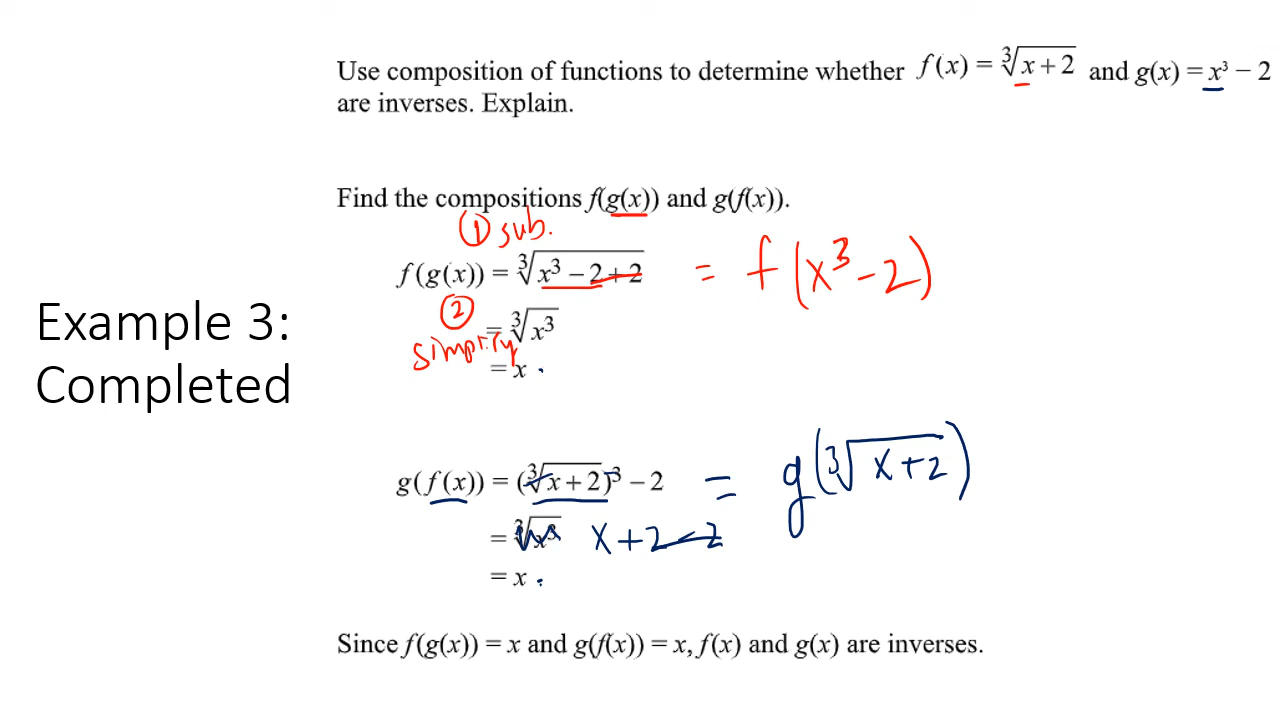 Use composition of functions to determine whether f(x) = ∛(x + 2) and g(x) = x³ − 2
are inverses. Explain.
Find the compositions f(g(x)) and g(f(x)).
① sub.
f(g(x)) = ∛(x³ − 2 + 2) = f(x³ − 2)
②
= ∛(x³)
simplify
= x .
Example 3:
Completed
g(f(x)) = (∛(x + 2))³ − 2 = g(∛(x + 2))
= ∛(x³) x + 2 − 2
= x .
Since f(g(x)) = x and g(f(x)) = x, f(x) and g(x) are inverses.